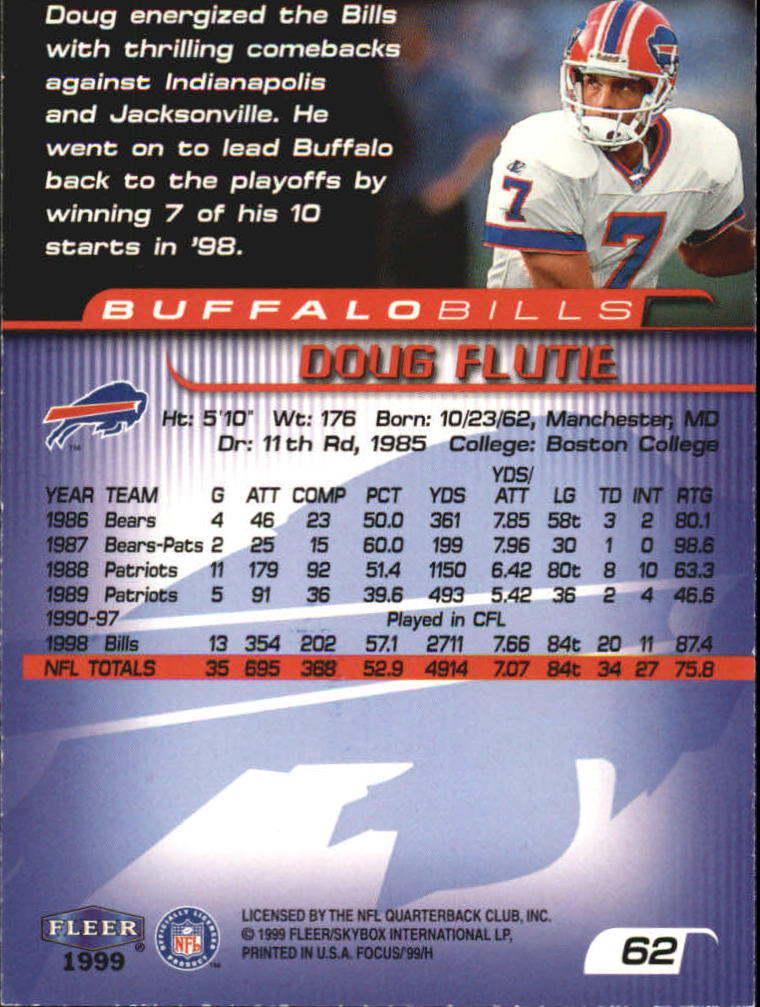 Doug energized the Bills
with thrilling comebacks
against Indianapolis
and Jacksonville. He
went on to lead Buffalo
back to the playoffs by
winning 7 of his 10
starts in '98.
7
7
BUFFALO BILLS
DOUG FLUTIE
Ht: 5'10" Wt: 176 Born: 10/23/62, Manchester, MD
Dr: 11th Rd, 1985 College: Boston College
YDS/
YEAR TEAM G ATT COMP PCT YDS ATT LG TD INT RTG
1986 Bears 4 46 23 50.0 361 7.85 58t 3 2 80.1
1987 Bears-Pats 2 25 15 60.0 199 7.96 30 1 0 98.6
1988 Patriots 11 179 92 51.4 1150 6.42 80t 8 10 63.3
1989 Patriots 5 91 36 39.6 493 5.42 36 2 4 46.6
1990-97 Played in CFL
1998 Bills 13 354 202 57.1 2711 7.66 84t 20 11 87.4
NFL TOTALS 35 695 368 52.9 4914 7.07 84t 34 27 75.8
FLEER
®
1999
OFFICIALLY LICENSED
NFL
PRODUCT
LICENSED BY THE NFL QUARTERBACK CLUB, INC.
© 1999 FLEER/SKYBOX INTERNATIONAL LP,
PRINTED IN U.S.A. FOCUS/'99/H
62